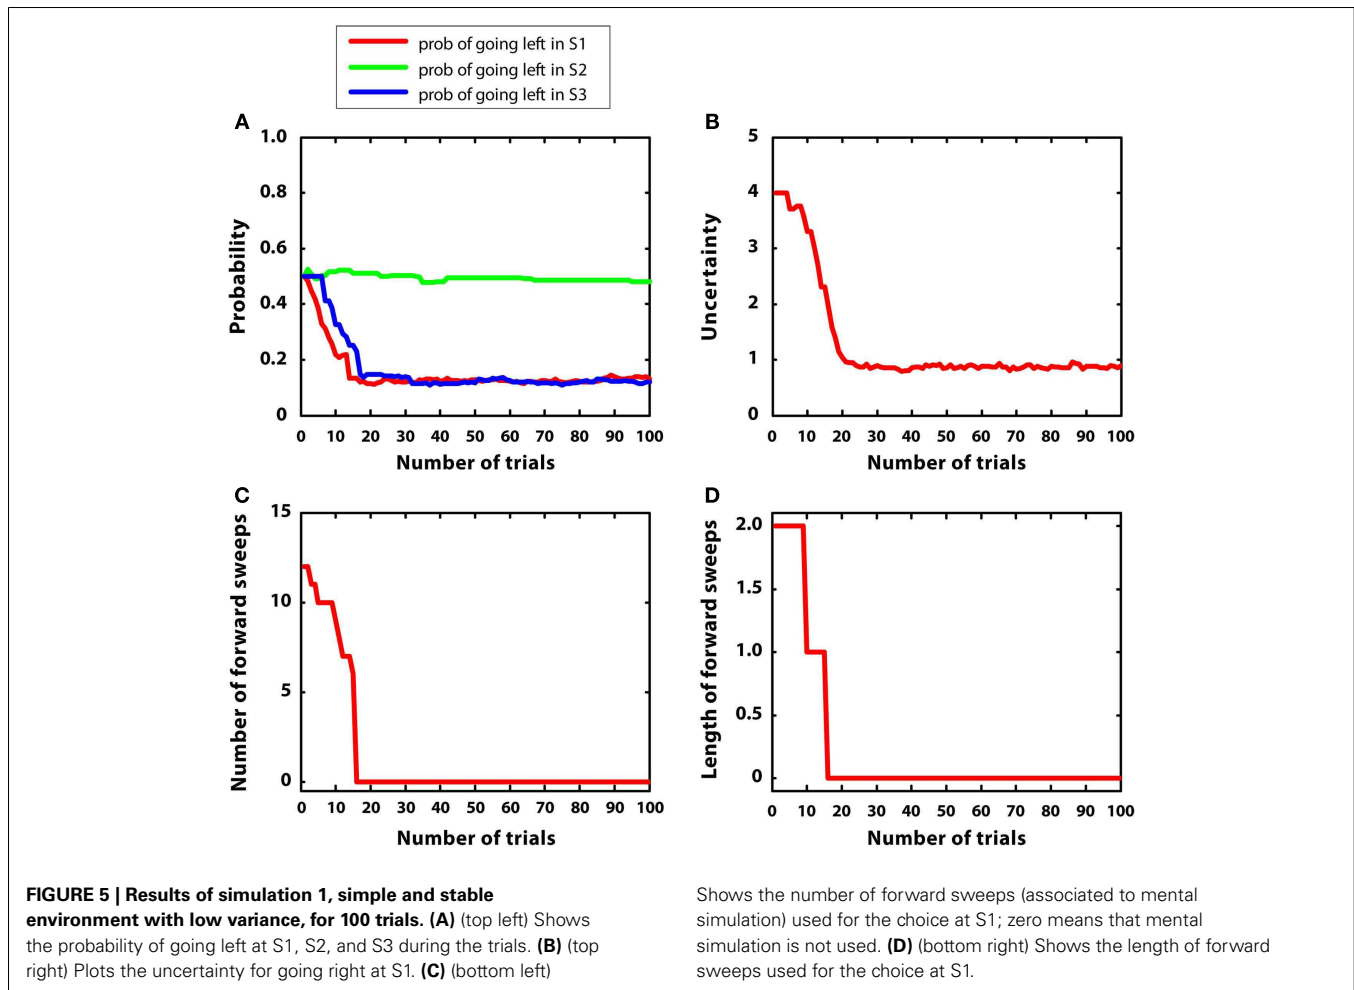 prob of going left in S1
prob of going left in S2
prob of going left in S3
A
1.0
0.8
0.6
0.4
0.2
0
Probability
0 10 20 30 40 50 60 70 80 90 100
Number of trials
B
5
4
3
2
1
0
Uncertainty
0 10 20 30 40 50 60 70 80 90 100
Number of trials
C
15
10
5
0
Number of forward sweeps
0 10 20 30 40 50 60 70 80 90 100
Number of trials
D
2.0
1.5
1.0
0.5
0
Length of forward sweeps
0 10 20 30 40 50 60 70 80 90 100
Number of trials
FIGURE 5 | Results of simulation 1, simple and stable
environment with low variance, for 100 trials. (A) (top left) Shows
the probability of going left at S1, S2, and S3 during the trials. (B) (top
right) Plots the uncertainty for going right at S1. (C) (bottom left)
Shows the number of forward sweeps (associated to mental
simulation) used for the choice at S1; zero means that mental
simulation is not used. (D) (bottom right) Shows the length of forward
sweeps used for the choice at S1.